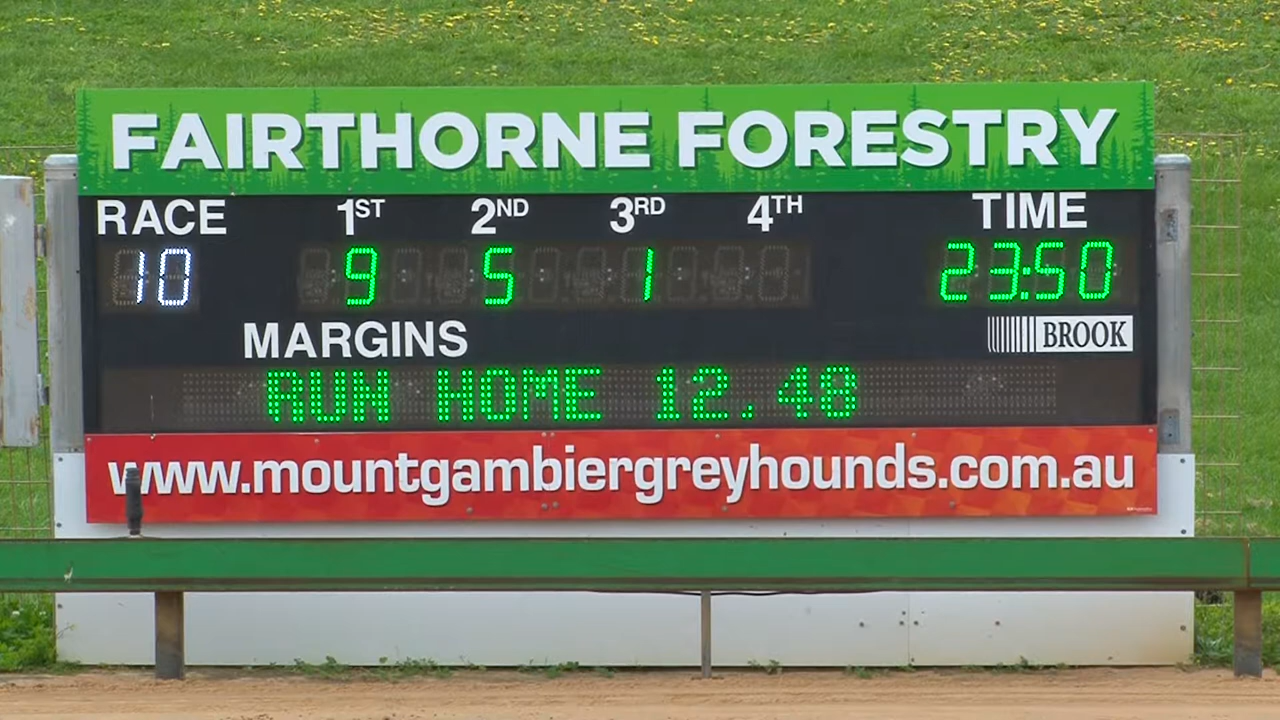 FAIRTHORNE FORESTRY
RACE 1ST 2ND 3RD 4TH TIME
10 9 5 1 23:50
MARGINS BROOK
RUN HOME 12.48
www.mountgambiergreyhounds.com.au